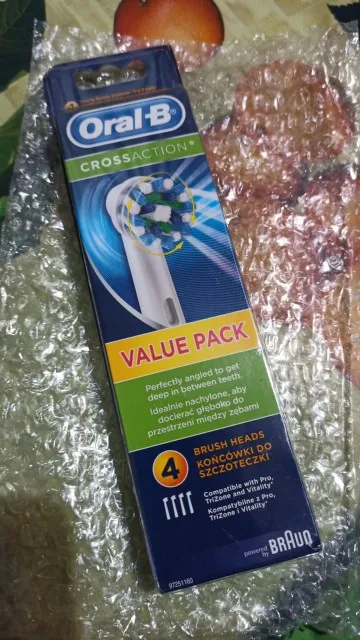 Oral-B®
CROSSACTION®
VALUE PACK
Perfectly angled to get
deep in between teeth.
Idealnie nachylone, aby
docierać głęboko do
przestrzeni między zębami
4
BRUSH HEADS
KOŃCÓWKI DO
SZCZOTECZKI
Compatible with Pro,
TriZone and Vitality*
Kompatybilne z Pro,
TriZone i Vitality*
powered by
BRAUN
97251160